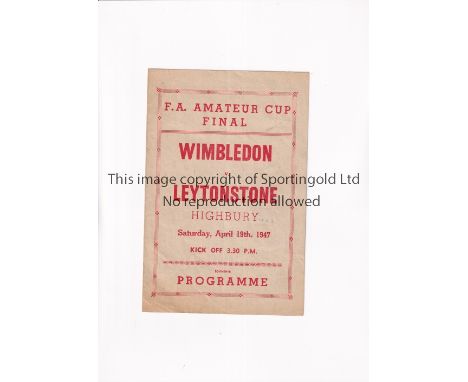 F.A. AMATEUR CUP
FINAL
WIMBLEDON
v
This image copyright of Sportingold Ltd
LEYTONSTONE
No reproduction allowed
HIGHBURY
Saturday, April 19th, 1947
KICK OFF 3.30 P.M.
SOUVENIR
PROGRAMME